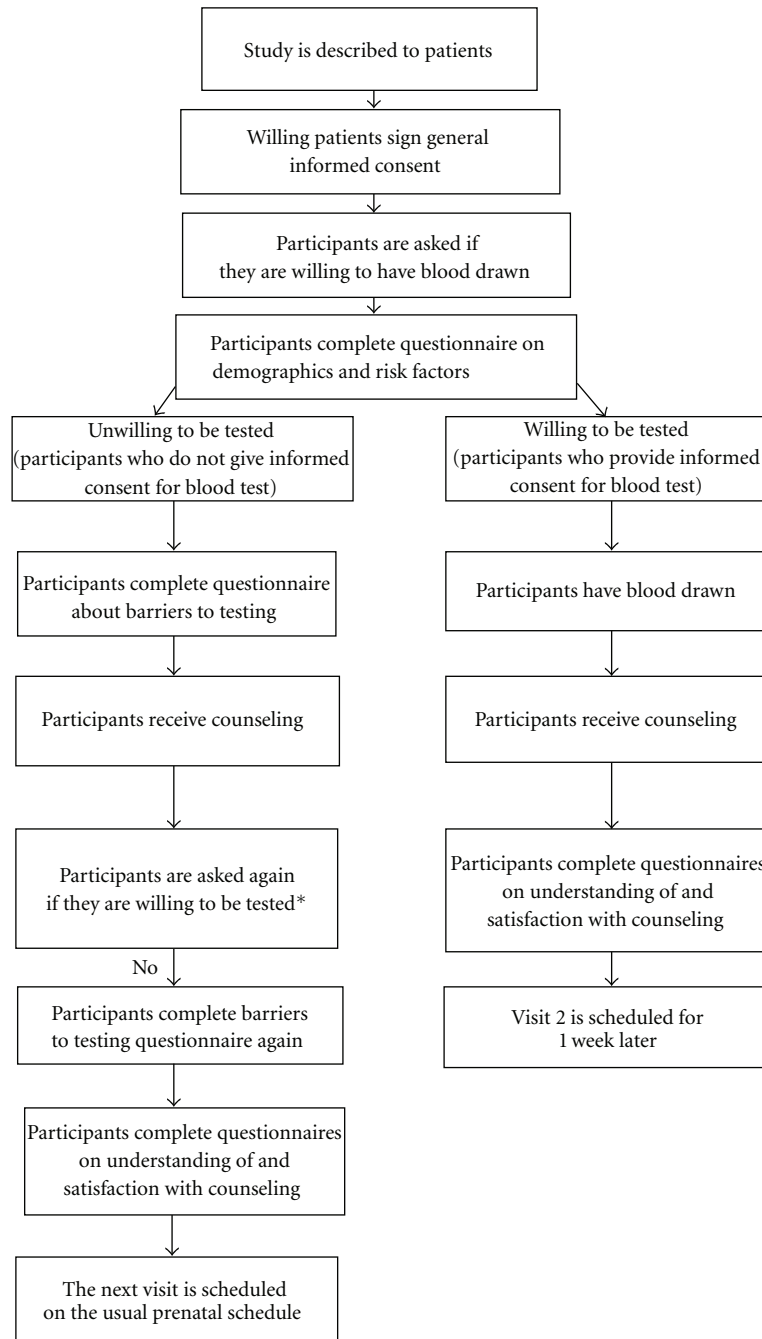 Study is described to patients
Willing patients sign general
informed consent
Participants are asked if
they are willing to have blood drawn
Participants complete questionnaire on
demographics and risk factors
Unwilling to be tested
(participants who do not give informed
consent for blood test)
Participants complete questionnaire
about barriers to testing
Participants receive counseling
Participants are asked again
if they are willing to be tested*
No
Participants complete barriers
to testing questionnaire again
Participants complete questionnaires
on understanding of and
satisfaction with counseling
The next visit is scheduled
on the usual prenatal schedule
Willing to be tested
(participants who provide informed
consent for blood test)
Participants have blood drawn
Participants receive counseling
Participants complete questionnaires
on understanding of and
satisfaction with counseling
Visit 2 is scheduled for
1 week later